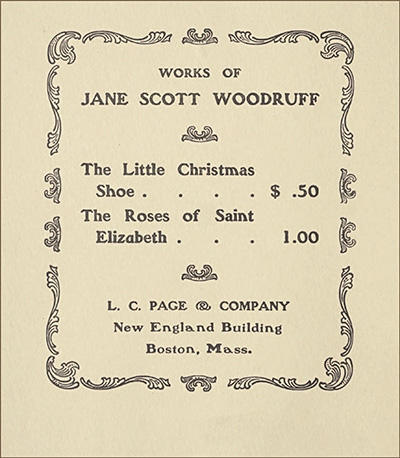 WORKS OF
JANE SCOTT WOODRUFF
The Little Christmas
Shoe . . . . $ .50
The Roses of Saint
Elizabeth . . . 1.00
L. C. PAGE & COMPANY
New England Building
Boston, Mass.